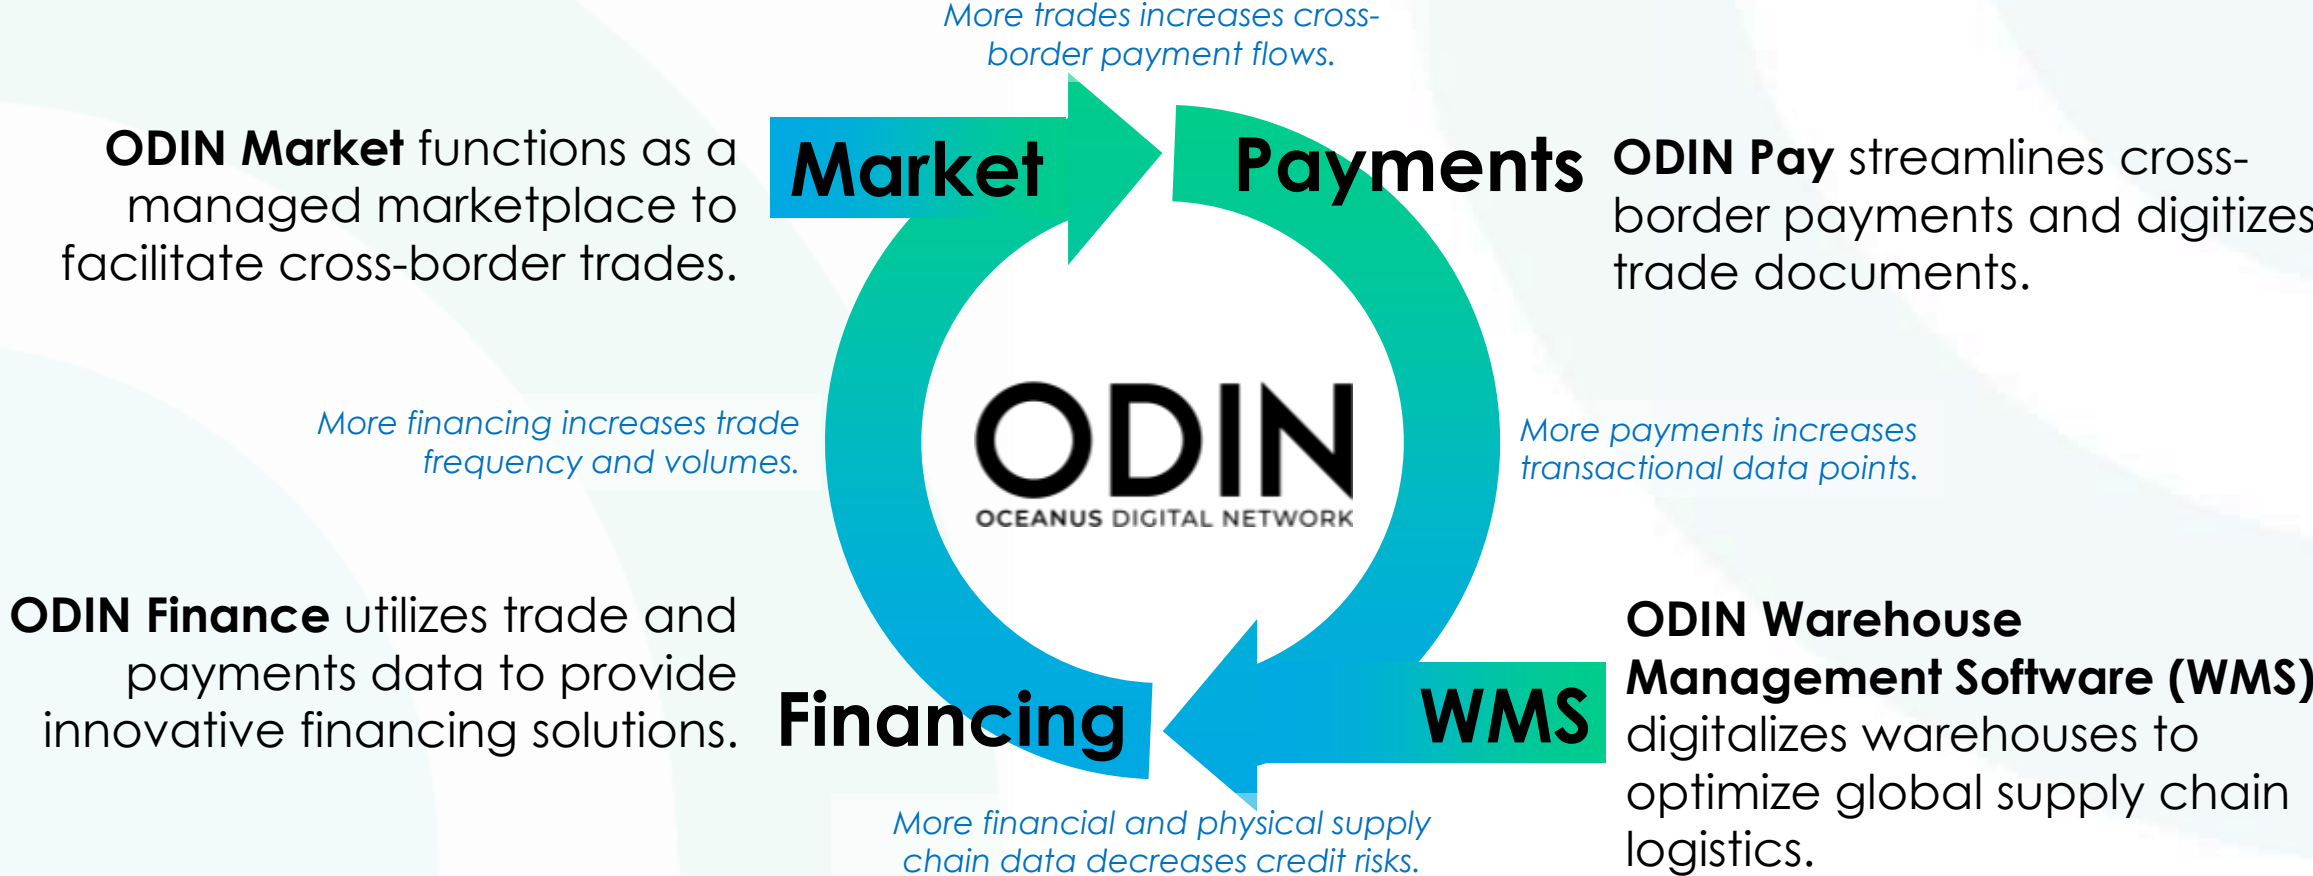 More trades increases cross-
border payment flows.
ODIN Market functions as a
managed marketplace to
facilitate cross-border trades.
Market
Payments
ODIN Pay streamlines cross-
border payments and digitizes
trade documents.
More financing increases trade
frequency and volumes.
ODIN
OCEANUS DIGITAL NETWORK
More payments increases
transactional data points.
ODIN Finance utilizes trade and
payments data to provide
innovative financing solutions.
Financing
WMS
ODIN Warehouse
Management Software (WMS)
digitalizes warehouses to
optimize global supply chain
logistics.
More financial and physical supply
chain data decreases credit risks.